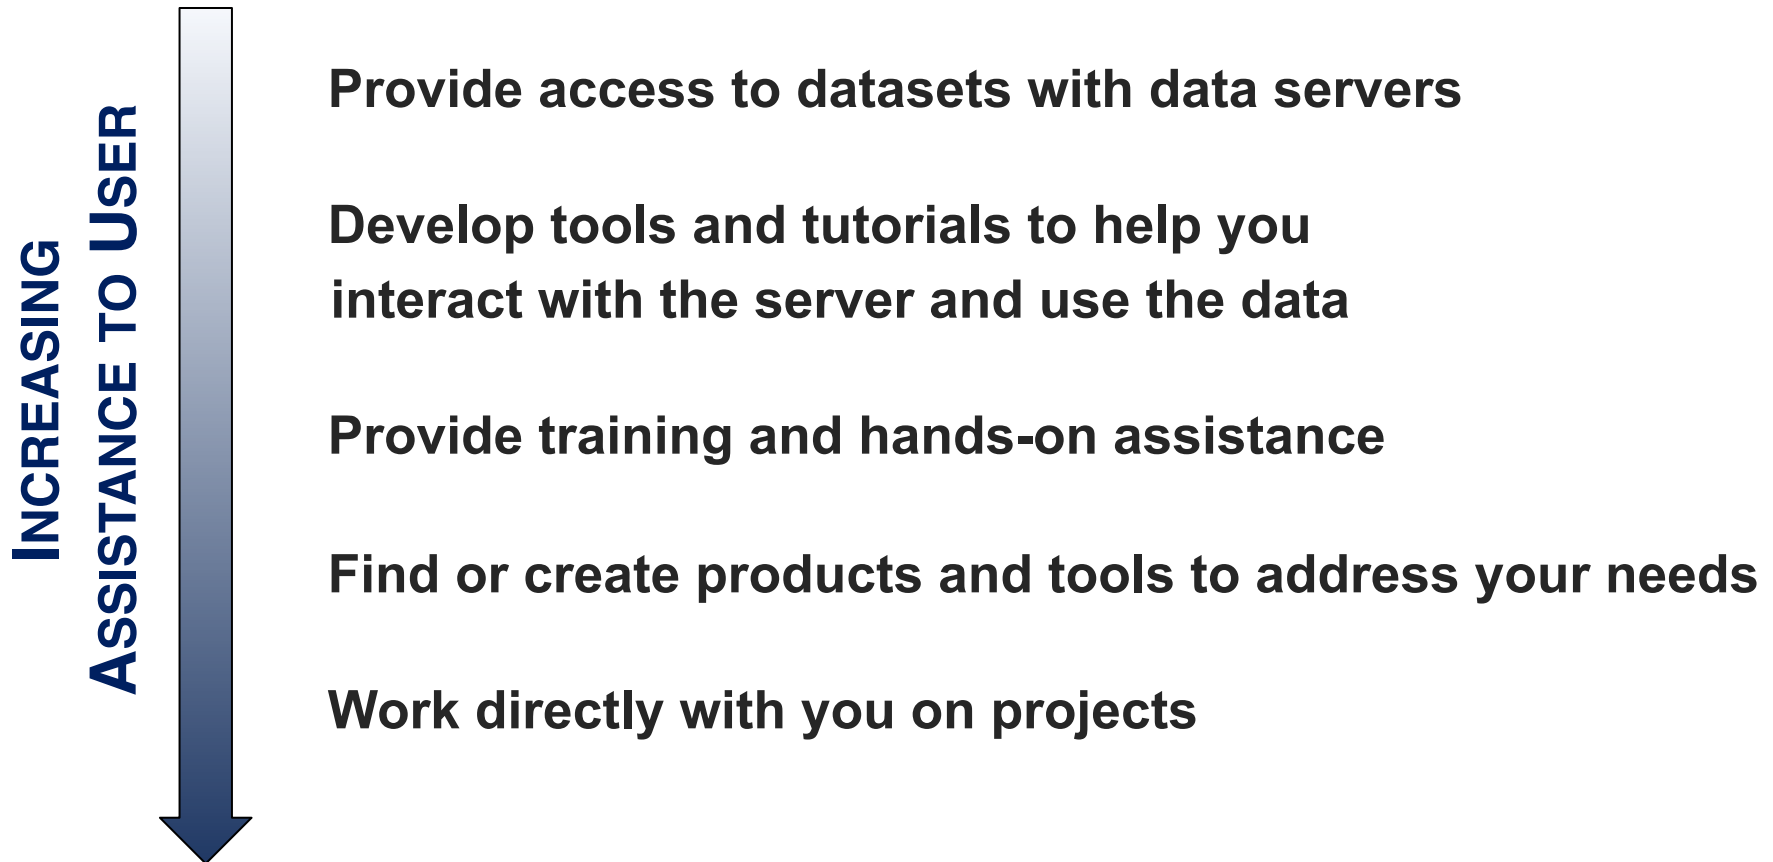 INCREASING
ASSISTANCE TO USER
Provide access to datasets with data servers
Develop tools and tutorials to help you
interact with the server and use the data
Provide training and hands-on assistance
Find or create products and tools to address your needs
Work directly with you on projects